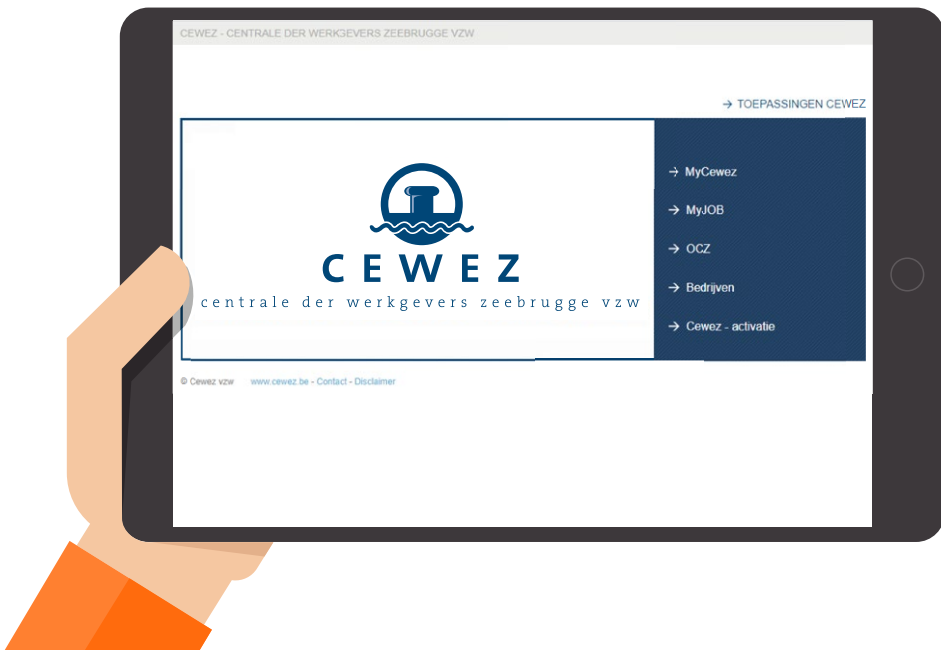 CEWEZ - CENTRALE DER WERKGEVERS ZEEBRUGGE VZW
→ TOEPASSINGEN CEWEZ
→ MyCewez
→ MyJOB
→ OCZ
→ Bedrijven
→ Cewez - activatie
CEWEZ
centrale der werkgevers zeebrugge vzw
© Cewez vzw www.cewez.be - Contact - Disclaimer